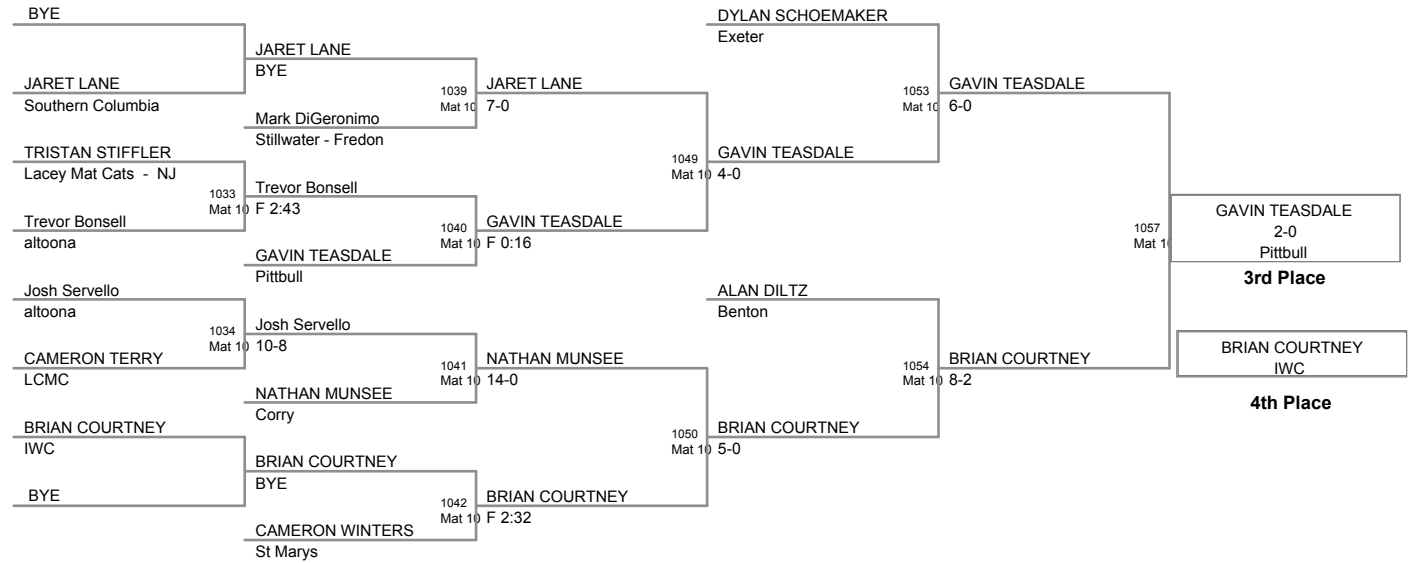 BYE
JARET LANE
Southern Columbia
TRISTAN STIFFLER
Lacey Mat Cats - NJ
Trevor Bonsell
altoona
Josh Servello
altoona
CAMERON TERRY
LCMC
BRIAN COURTNEY
IWC
BYE
JARET LANE
BYE
Mark DiGeronimo
Stillwater - Fredon
1033
Mat 10
Trevor Bonsell
F 2:43
GAVIN TEASDALE
Pittbull
1034
Mat 10
Josh Servello
10-8
NATHAN MUNSEE
Corry
BRIAN COURTNEY
BYE
CAMERON WINTERS
St Marys
1039
Mat 10
JARET LANE
7-0
1040
Mat 10
GAVIN TEASDALE
F 0:16
1041
Mat 10
NATHAN MUNSEE
14-0
1042
Mat 10
BRIAN COURTNEY
F 2:32
DYLAN SCHOEMAKER
Exeter
1049
Mat 10
GAVIN TEASDALE
4-0
ALAN DILTZ
Benton
1050
Mat 10
BRIAN COURTNEY
5-0
1053
Mat 10
GAVIN TEASDALE
6-0
1054
Mat 10
BRIAN COURTNEY
8-2
1057
Mat 10
GAVIN TEASDALE
2-0
Pittbull
3rd Place
BRIAN COURTNEY
IWC
4th Place